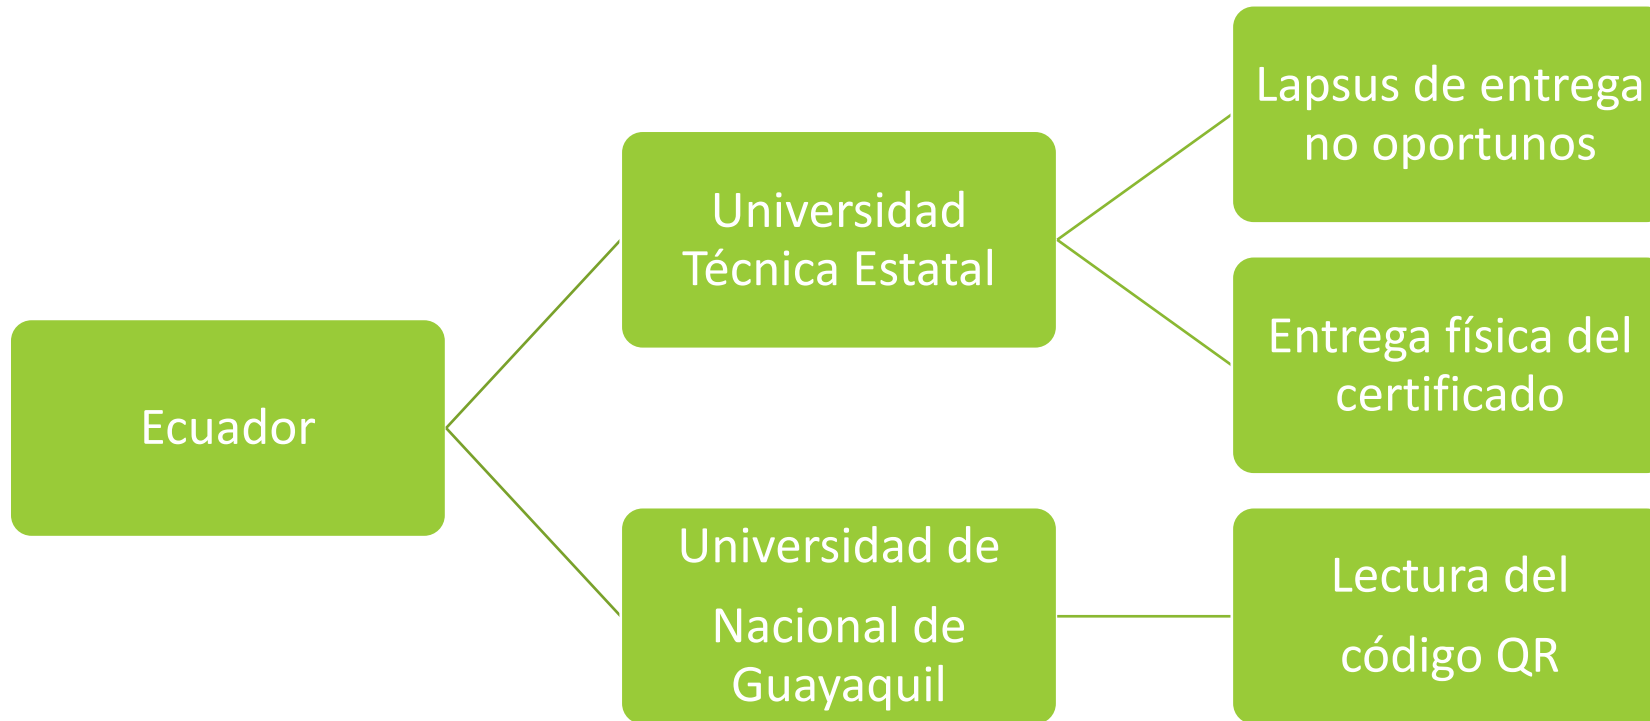 Ecuador
Universidad
Técnica Estatal
Lapsus de entrega
no oportunos
Entrega física del
certificado
Universidad de
Nacional de
Guayaquil
Lectura del
código QR